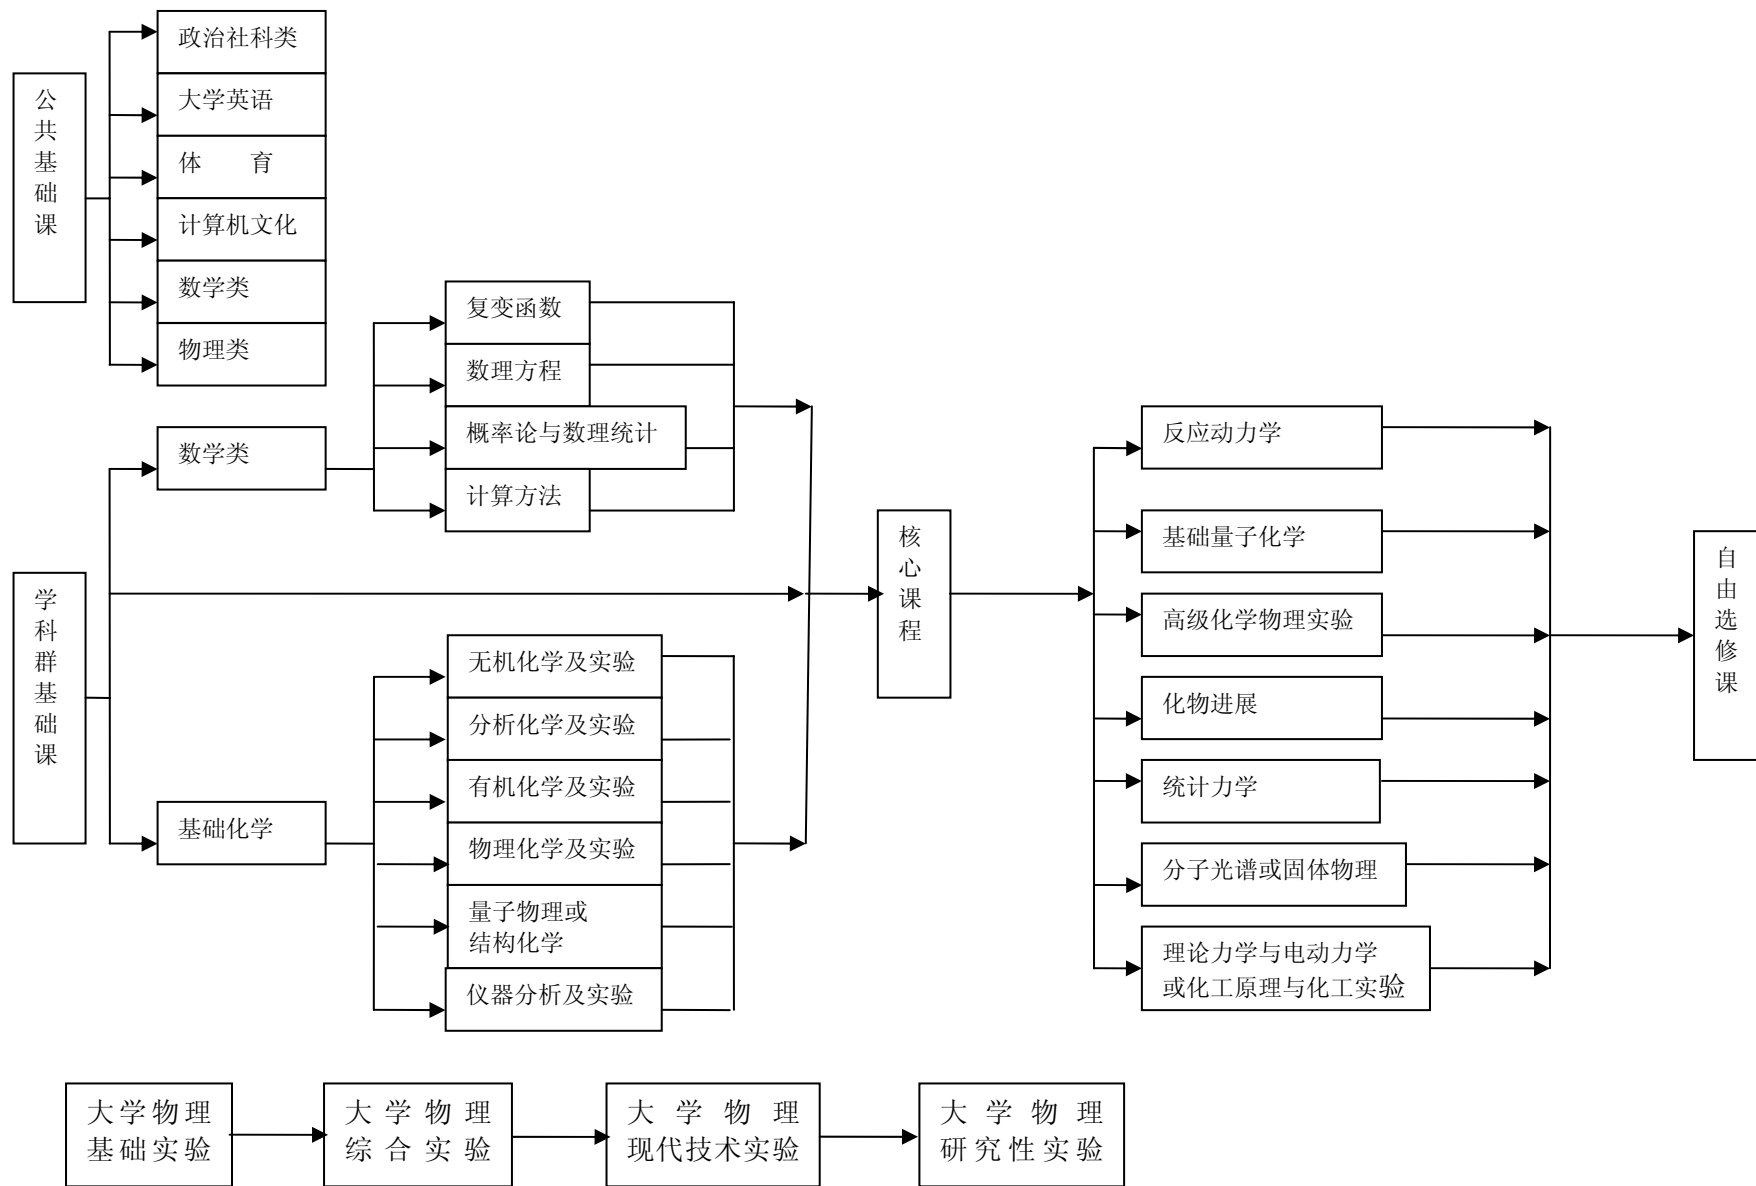 公共基础课
政治社科类
大学英语
体 育
计算机文化
数学类
物理类
学科群基础课
数学类
复变函数
数理方程
概率论与数理统计
计算方法
基础化学
无机化学及实验
分析化学及实验
有机化学及实验
物理化学及实验
量子物理或
结构化学
仪器分析及实验
核心课程
反应动力学
基础量子化学
高级化学物理实验
化物进展
统计力学
分子光谱或固体物理
理论力学与电动力学
或化工原理与化工实验
自由选修课
大学物理
基础实验
大学物理
综合实验
大学物理
现代技术实验
大学物理
研究性实验